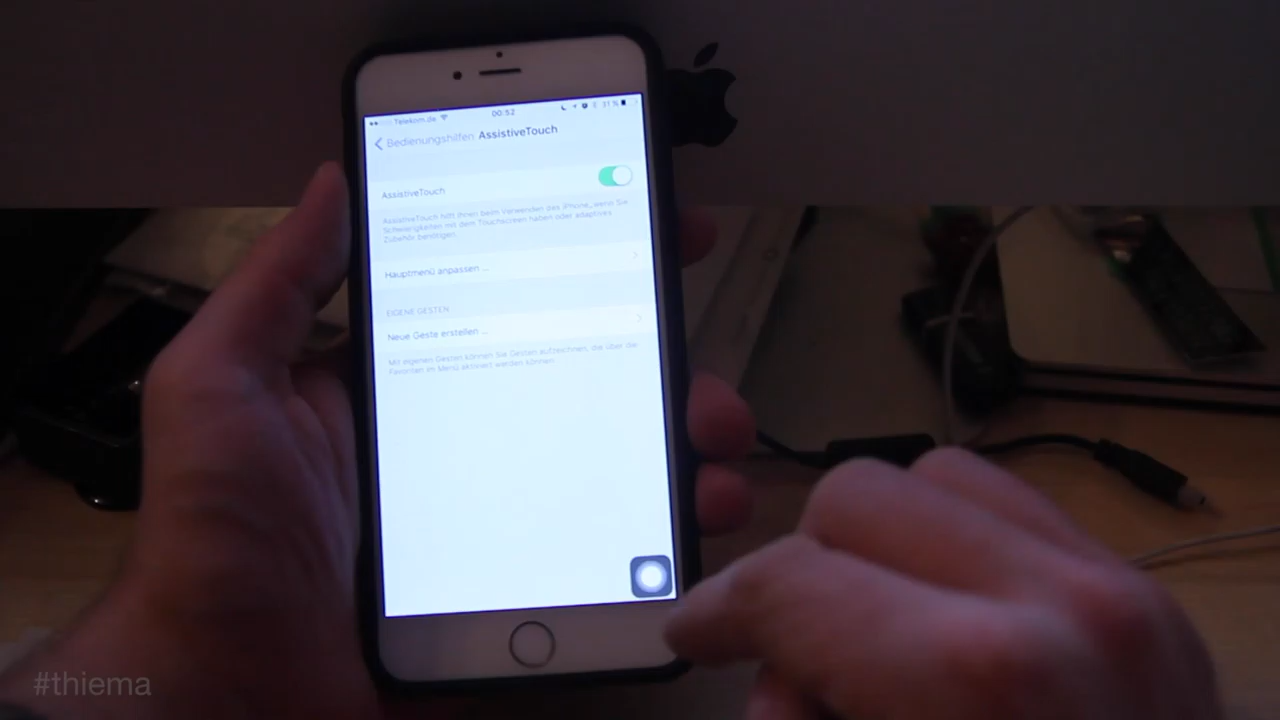 Telekom.de 00:52 31 %
Bedienungshilfen AssistiveTouch
AssistiveTouch
AssistiveTouch hilft Ihnen beim Verwenden des iPhone, wenn Sie
Schwierigkeiten mit dem Touchscreen haben oder adaptives
Zubehör benötigen.
Hauptmenü anpassen ...
EIGENE GESTEN
Neue Geste erstellen ...
Mit eigenen Gesten können Sie Gesten aufzeichnen, die über die
Favoriten im Menü aktiviert werden können.
#thiema